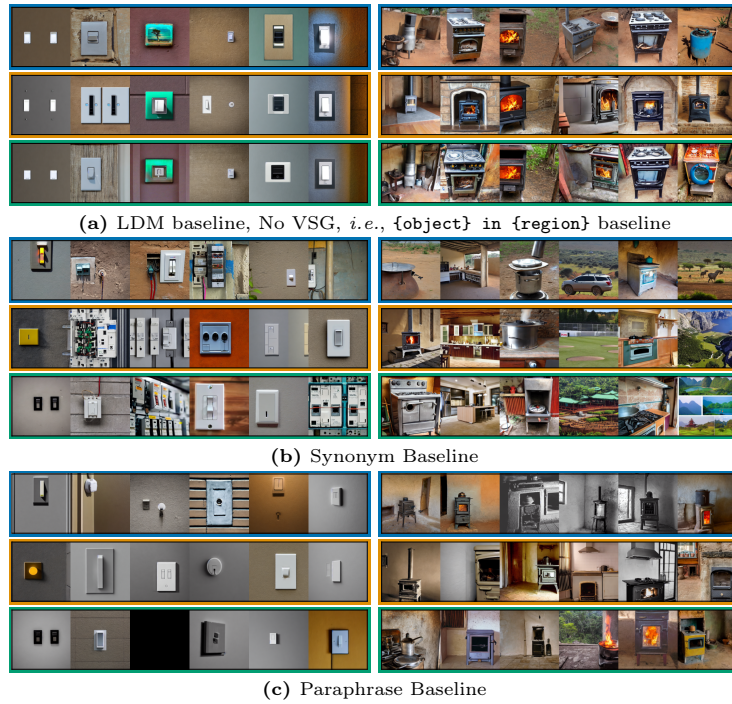 (a) LDM baseline, No VSG, i.e., {object} in {region} baseline
(b) Synonym Baseline
(c) Paraphrase Baseline